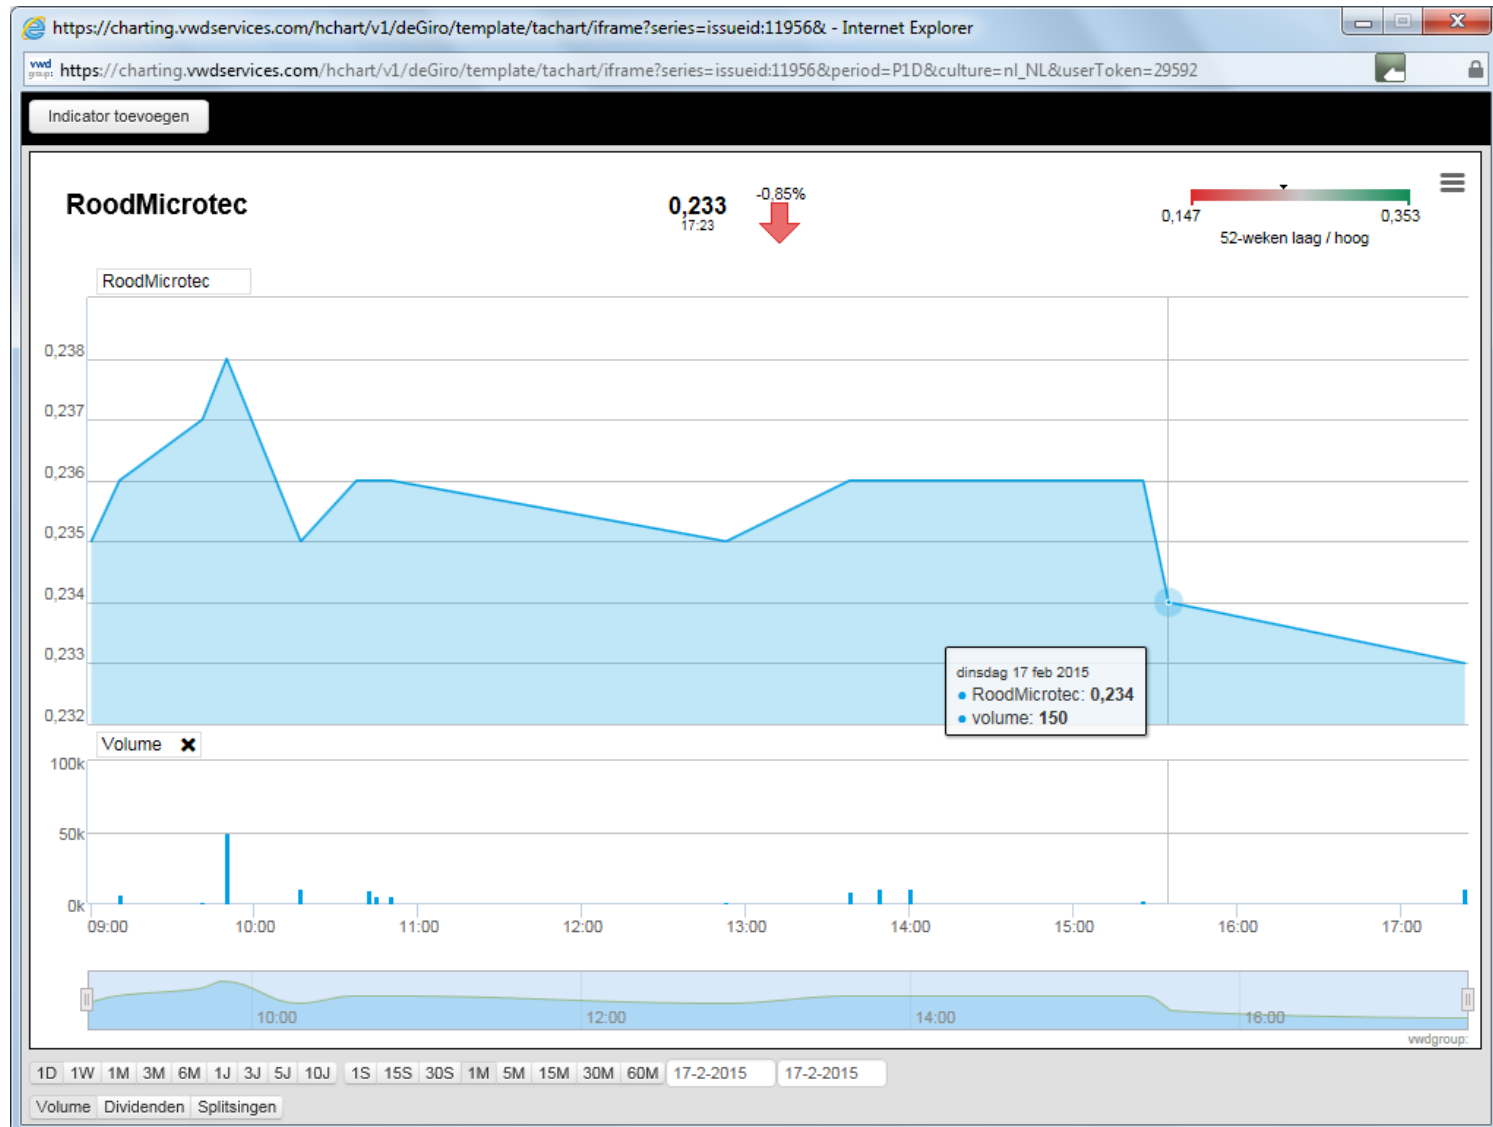 https://charting.vwdservices.com/hchart/v1/deGiro/template/tachart/iframe?series=issueid:11956& - Internet Explorer
vwd group: https://charting.vwdservices.com/hchart/v1/deGiro/template/tachart/iframe?series=issueid:11956&period=P1D&culture=nl_NL&userToken=29592
Indicator toevoegen
RoodMicrotec
0,233
17:23
-0,85%
0,147 0,353
52-weken laag / hoog
RoodMicrotec
0,238
0,237
0,236
0,235
0,234
0,233
0,232
dinsdag 17 feb 2015
● RoodMicrotec: 0,234
● volume: 150
Volume ✖
100k
50k
0k
09:00 10:00 11:00 12:00 13:00 14:00 15:00 16:00 17:00
10:00 12:00 14:00 16:00
vwdgroup:
1D 1W 1M 3M 6M 1J 3J 5J 10J 1S 15S 30S 1M 5M 15M 30M 60M 17-2-2015 17-2-2015
Volume Dividenden Splitsingen